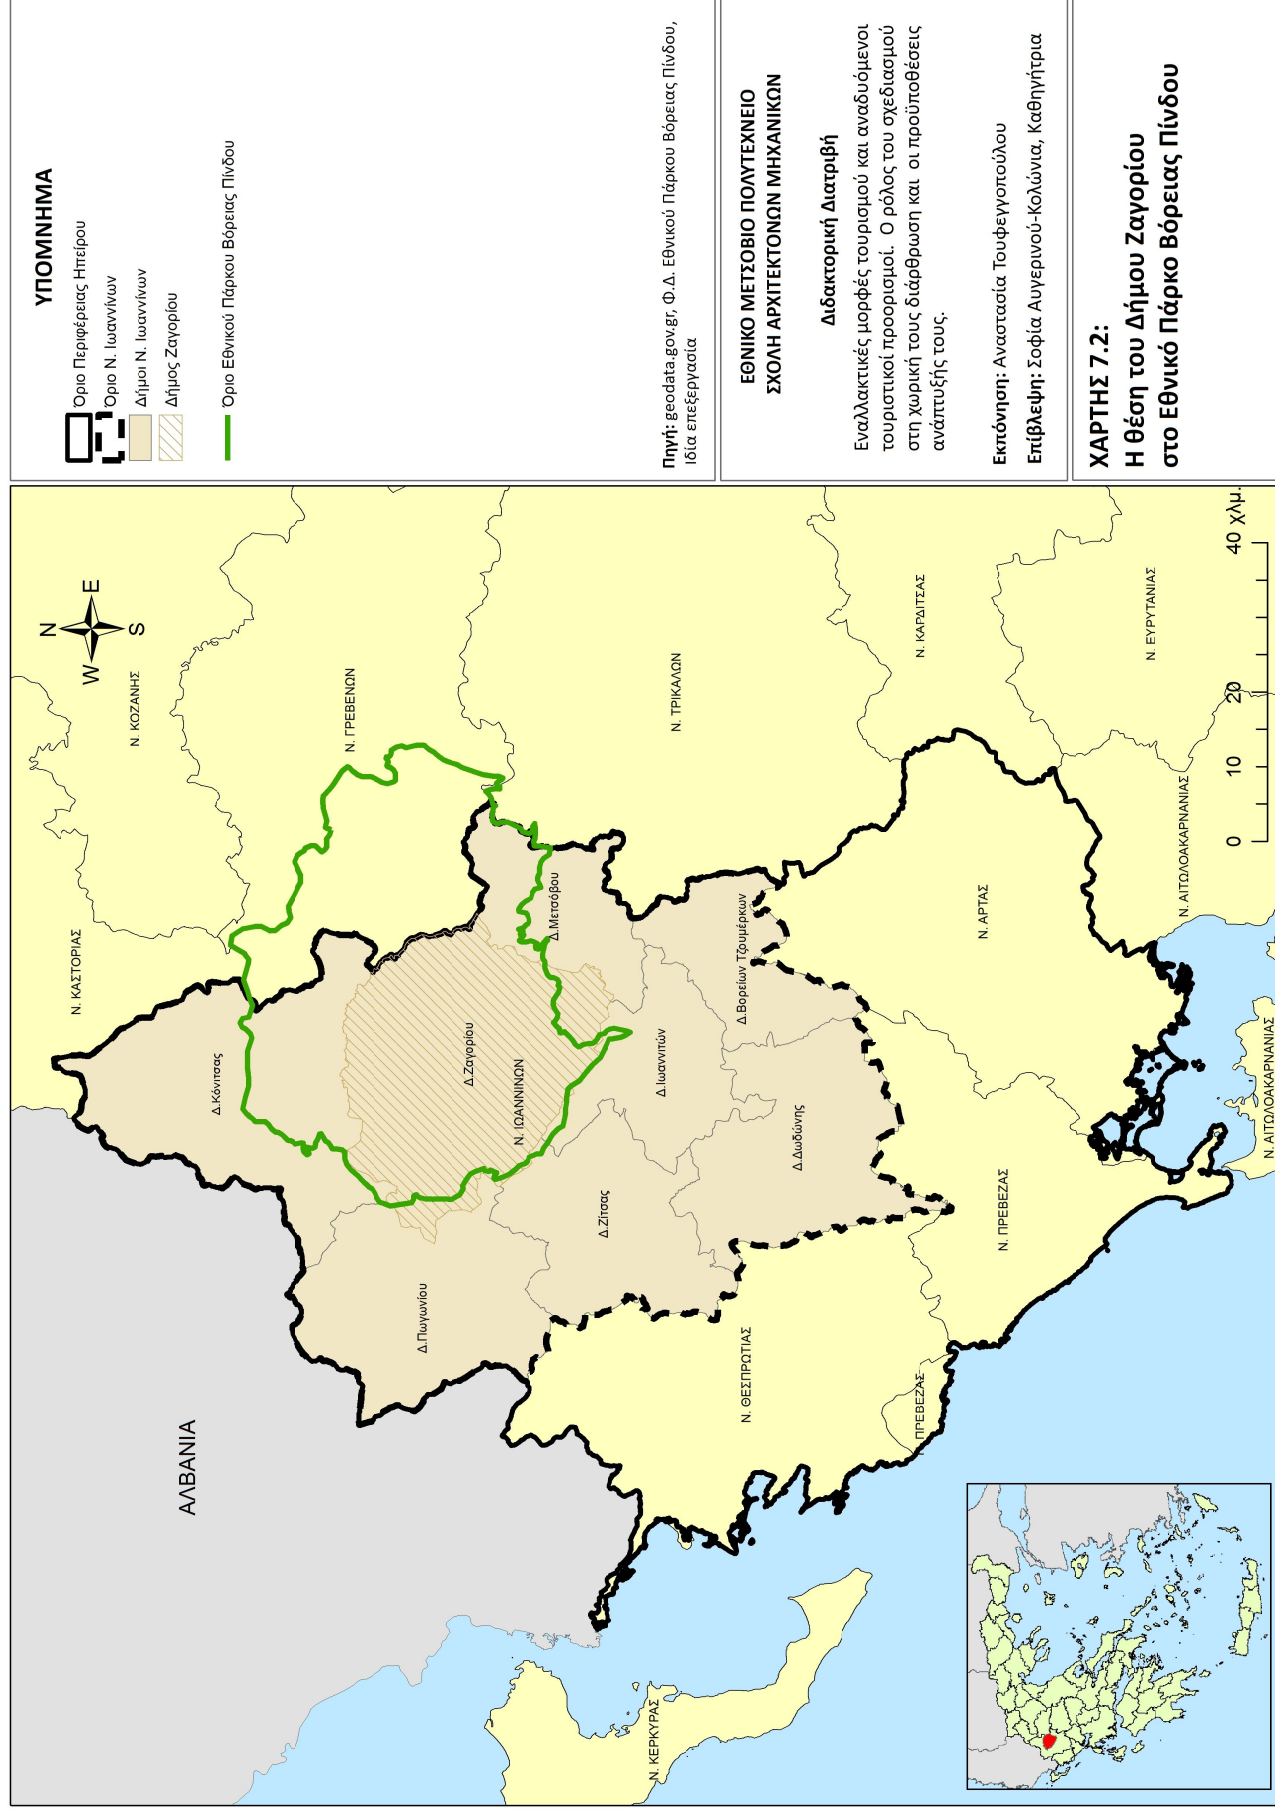 N
W
E
S
ΑΛΒΑΝΙΑ
Ν. ΚΑΣΤΟΡΙΑΣ
Ν. ΚΟΖΑΝΗΣ
Ν. ΓΡΕΒΕΝΩΝ
Ν. ΤΡΙΚΑΛΩΝ
Ν. ΚΑΡΔΙΤΣΑΣ
Ν. ΕΥΡΥΤΑΝΙΑΣ
Ν. ΑΙΤΩΛΟΑΚΑΡΝΑΝΙΑΣ
Ν. ΑΙΤΩΛΟΑΚΑΡΝΑΝΙΑΣ
Ν. ΑΡΤΑΣ
Ν. ΠΡΕΒΕΖΑΣ
ΠΡΕΒΕΖΑΣ
Ν. ΘΕΣΠΡΩΤΙΑΣ
Ν. ΚΕΡΚΥΡΑΣ
Ν. ΙΩΑΝΝΙΝΩΝ
Δ.Κόνιτσας
Δ.Ζαγορίου
Δ.Πωγωνίου
Δ.Μετσόβου
Δ.Ζίτσας
Δ.Ιωαννιτών
Δ.Βορείων Τζουμέρκων
Δ.Δωδώνης
0
10
20
40 χλμ.
ΥΠΟΜΝΗΜΑ
Όριο Περιφέρειας Ηπείρου
Όριο Ν. Ιωαννίνων
Δήμοι Ν. Ιωαννίνων
Δήμος Ζαγορίου
Όριο Εθνικού Πάρκου Βόρειας Πίνδου
Πηγή: geodata.gov.gr, Φ.Δ. Εθνικού Πάρκου Βόρειας Πίνδου,
Ιδία επεξεργασία
ΕΘΝΙΚΟ ΜΕΤΣΟΒΙΟ ΠΟΛΥΤΕΧΝΕΙΟ
ΣΧΟΛΗ ΑΡΧΙΤΕΚΤΟΝΩΝ ΜΗΧΑΝΙΚΩΝ
Διδακτορική Διατριβή
Εναλλακτικές μορφές τουρισμού και αναδυόμενοι
τουριστικοί προορισμοί. Ο ρόλος του σχεδιασμού
στη χωρική τους διάρθρωση και οι προϋποθέσεις
ανάπτυξής τους.
Εκπόνηση: Αναστασία Τουφεγγοπούλου
Επίβλεψη: Σοφία Αυγερινού-Κολώνια, Καθηγήτρια
ΧΑΡΤΗΣ 7.2:
Η θέση του Δήμου Ζαγορίου
στο Εθνικό Πάρκο Βόρειας Πίνδου